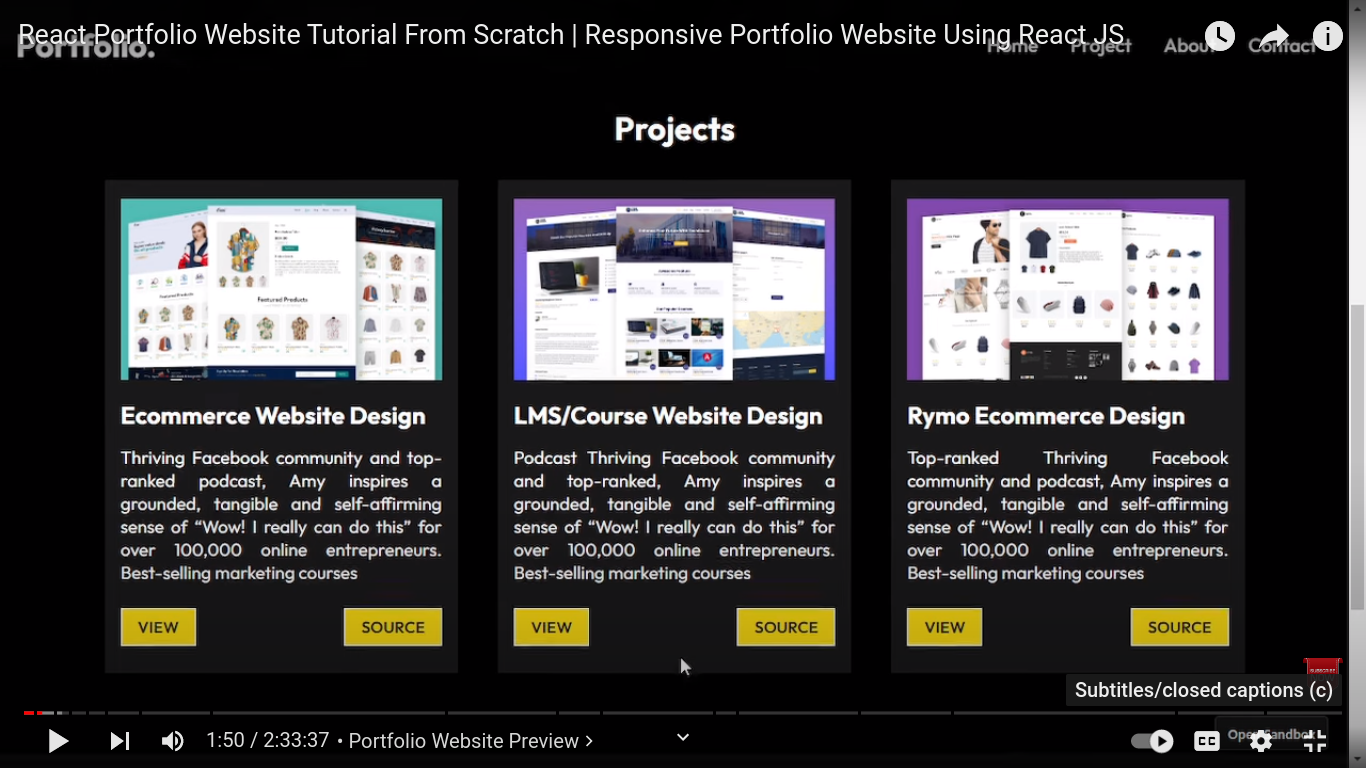 React Portfolio Website Tutorial From Scratch | Responsive Portfolio Website Using React JS
Portfolio.
Home Project About Contact
Projects
Ecommerce Website Design
Thriving Facebook community and top-
ranked podcast, Amy inspires a
grounded, tangible and self-affirming
sense of “Wow! I really can do this” for
over 100,000 online entrepreneurs.
Best-selling marketing courses
VIEW SOURCE
LMS/Course Website Design
Podcast Thriving Facebook community
and top-ranked, Amy inspires a
grounded, tangible and self-affirming
sense of “Wow! I really can do this” for
over 100,000 online entrepreneurs.
Best-selling marketing courses
VIEW SOURCE
Rymo Ecommerce Design
Top-ranked Thriving Facebook
community and podcast, Amy inspires a
grounded, tangible and self-affirming
sense of “Wow! I really can do this” for
over 100,000 online entrepreneurs.
Best-selling marketing courses
VIEW SOURCE
Featured Products
SUBSCRIBE
Subtitles/closed captions (c)
1:50 / 2:33:37 • Portfolio Website Preview >
CC
Open Sandbox